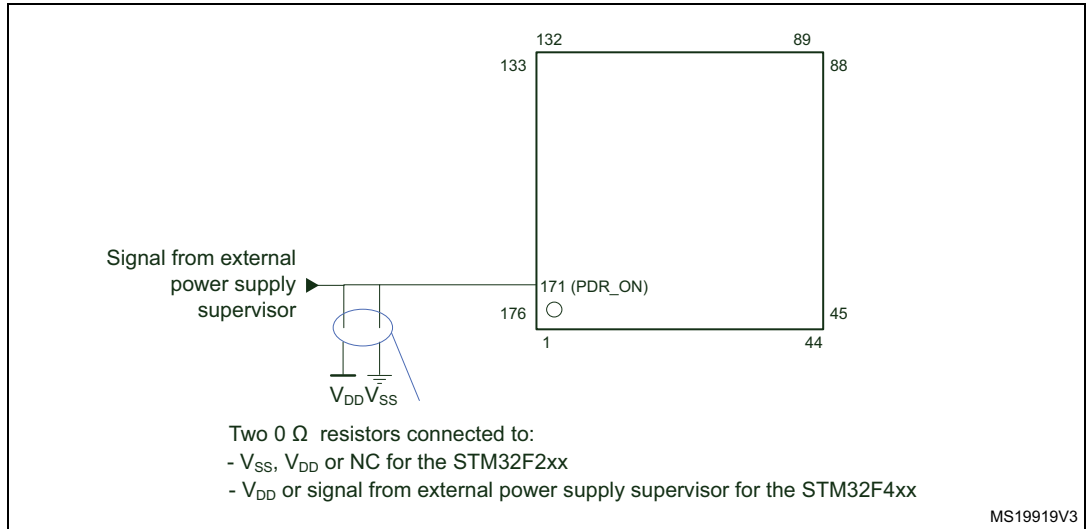 132 89
133 88
Signal from external
power supply
supervisor
171 (PDR_ON)
176 45
1 44
VDD VSS
Two 0 Ω resistors connected to:
- VSS, VDD or NC for the STM32F2xx
- VDD or signal from external power supply supervisor for the STM32F4xx
MS19919V3